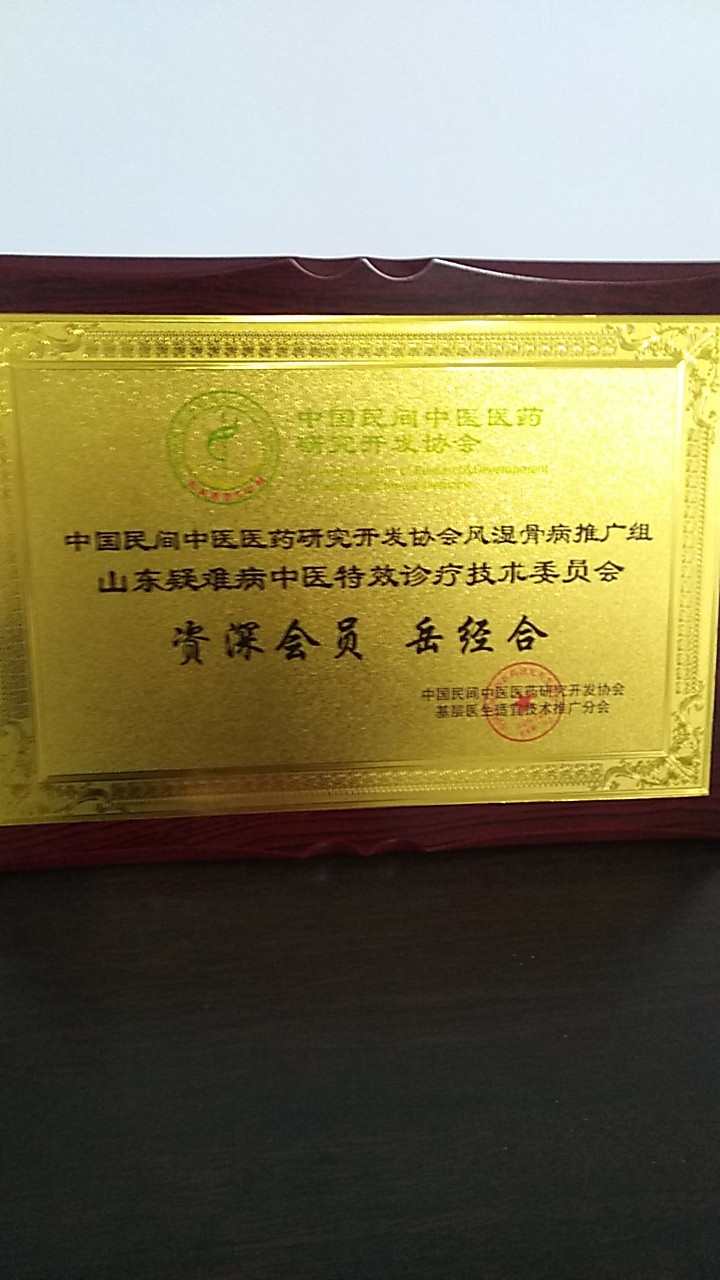 中国民间中医医药
研究开发协会
中国民间中医医药研究开发协会风湿骨病推广组
山东疑难病中医特效诊疗技术委员会
资深会员 岳经合
中国民间中医医药研究开发协会
基层医生适宜技术推广分会